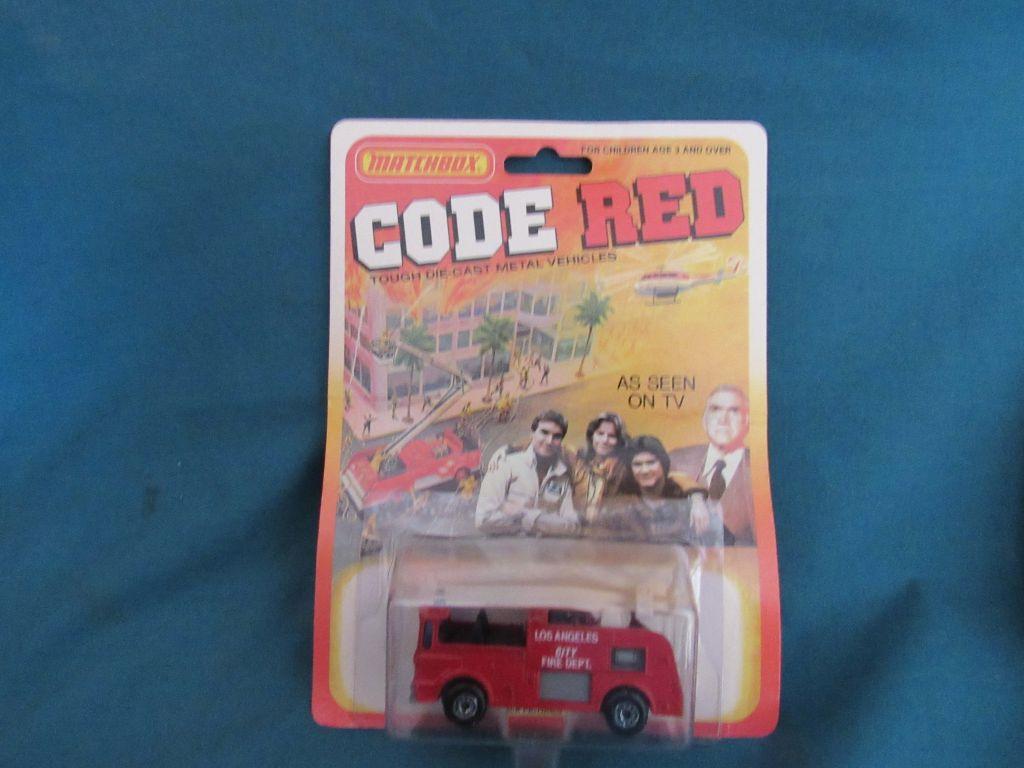 MATCHBOX
FOR CHILDREN AGE 3 AND OVER
CODE RED
TOUGH DIE-CAST METAL VEHICLES
AS SEEN
ON TV
LOS ANGELES
CITY
FIRE DEPT.